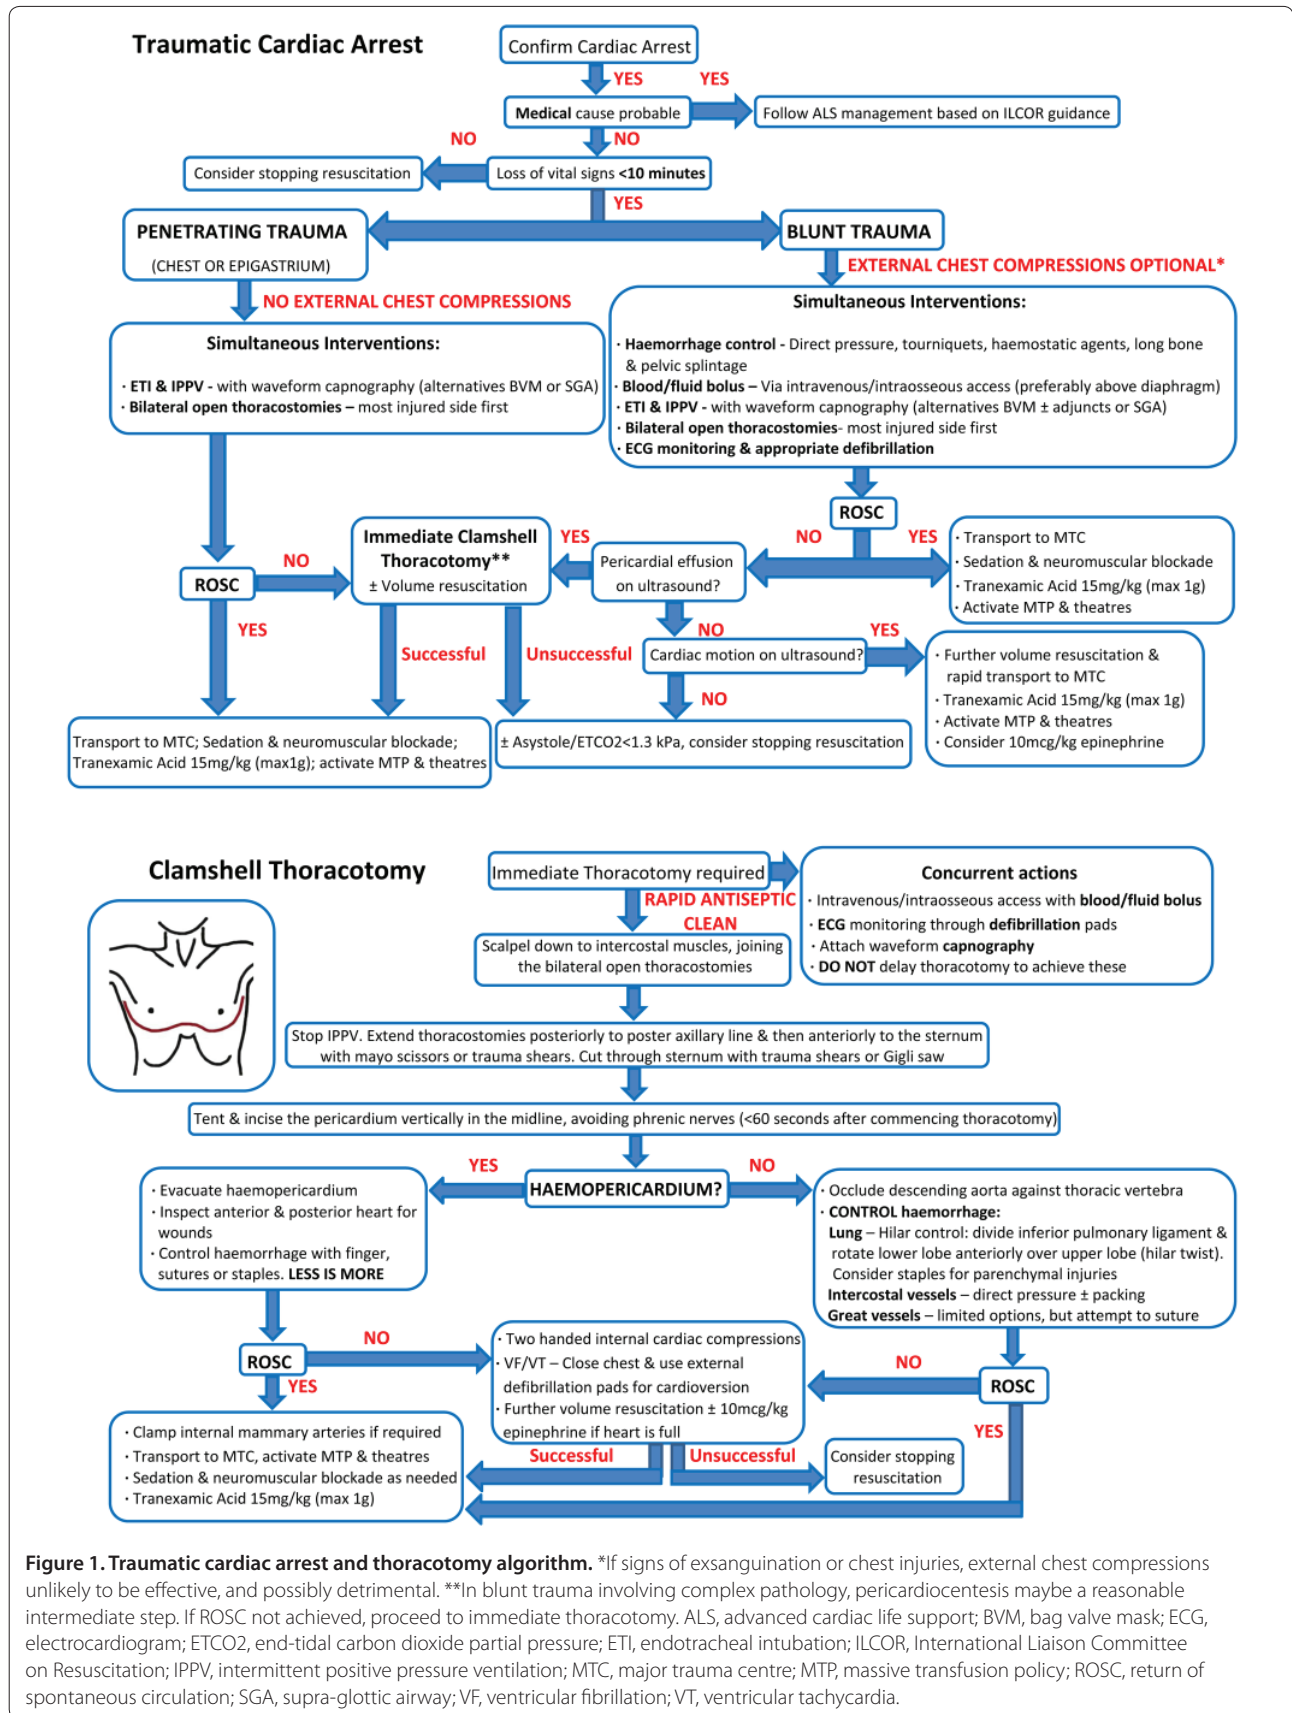 Traumatic Cardiac Arrest
Confirm Cardiac Arrest
YES
YES
Medical cause probable
Follow ALS management based on ILCOR guidance
NO
NO
Consider stopping resuscitation
Loss of vital signs <10 minutes
YES
PENETRATING TRAUMA
(CHEST OR EPIGASTRIUM)
BLUNT TRAUMA
EXTERNAL CHEST COMPRESSIONS OPTIONAL*
NO EXTERNAL CHEST COMPRESSIONS
Simultaneous Interventions:
· ETI & IPPV - with waveform capnography (alternatives BVM or SGA)
· Bilateral open thoracostomies – most injured side first
Simultaneous Interventions:
· Haemorrhage control - Direct pressure, tourniquets, haemostatic agents, long bone
& pelvic splintage
· Blood/fluid bolus – Via intravenous/intraosseous access (preferably above diaphragm)
· ETI & IPPV - with waveform capnography (alternatives BVM ± adjuncts or SGA)
· Bilateral open thoracostomies- most injured side first
· ECG monitoring & appropriate defibrillation
ROSC
NO
YES
· Transport to MTC
· Sedation & neuromuscular blockade
· Tranexamic Acid 15mg/kg (max 1g)
· Activate MTP & theatres
Immediate Clamshell
Thoracotomy**
± Volume resuscitation
YES
Pericardial effusion
on ultrasound?
ROSC
NO
YES
Successful
Unsuccessful
NO
Cardiac motion on ultrasound?
YES
· Further volume resuscitation &
rapid transport to MTC
· Tranexamic Acid 15mg/kg (max 1g)
· Activate MTP & theatres
· Consider 10mcg/kg epinephrine
NO
Transport to MTC; Sedation & neuromuscular blockade;
Tranexamic Acid 15mg/kg (max1g); activate MTP & theatres
± Asystole/ETCO2<1.3 kPa, consider stopping resuscitation
Clamshell Thoracotomy
Immediate Thoracotomy required
RAPID ANTISEPTIC
CLEAN
Concurrent actions
· Intravenous/intraosseous access with blood/fluid bolus
· ECG monitoring through defibrillation pads
· Attach waveform capnography
· DO NOT delay thoracotomy to achieve these
Scalpel down to intercostal muscles, joining
the bilateral open thoracostomies
Stop IPPV. Extend thoracostomies posteriorly to poster axillary line & then anteriorly to the sternum
with mayo scissors or trauma shears. Cut through sternum with trauma shears or Gigli saw
Tent & incise the pericardium vertically in the midline, avoiding phrenic nerves (<60 seconds after commencing thoracotomy)
YES
HAEMOPERICARDIUM?
NO
· Evacuate haemopericardium
· Inspect anterior & posterior heart for
wounds
· Control haemorrhage with finger,
sutures or staples. LESS IS MORE
· Occlude descending aorta against thoracic vertebra
· CONTROL haemorrhage:
Lung – Hilar control: divide inferior pulmonary ligament &
rotate lower lobe anteriorly over upper lobe (hilar twist).
Consider staples for parenchymal injuries
Intercostal vessels – direct pressure ± packing
Great vessels – limited options, but attempt to suture
ROSC
NO
YES
· Two handed internal cardiac compressions
· VF/VT – Close chest & use external
defibrillation pads for cardioversion
· Further volume resuscitation ± 10mcg/kg
epinephrine if heart is full
NO
ROSC
YES
Successful
Unsuccessful
Consider stopping
resuscitation
· Clamp internal mammary arteries if required
· Transport to MTC, activate MTP & theatres
· Sedation & neuromuscular blockade as needed
· Tranexamic Acid 15mg/kg (max 1g)
Figure 1. Traumatic cardiac arrest and thoracotomy algorithm. *If signs of exsanguination or chest injuries, external chest compressions
unlikely to be effective, and possibly detrimental. **In blunt trauma involving complex pathology, pericardiocentesis maybe a reasonable
intermediate step. If ROSC not achieved, proceed to immediate thoracotomy. ALS, advanced cardiac life support; BVM, bag valve mask; ECG,
electrocardiogram; ETCO2, end-tidal carbon dioxide partial pressure; ETI, endotracheal intubation; ILCOR, International Liaison Committee
on Resuscitation; IPPV, intermittent positive pressure ventilation; MTC, major trauma centre; MTP, massive transfusion policy; ROSC, return of
spontaneous circulation; SGA, supra-glottic airway; VF, ventricular fibrillation; VT, ventricular tachycardia.